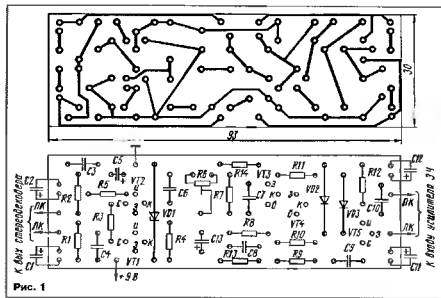 30
93
C3
C5
VT2
R14
VT3
R11
R12
C12
C2
R2
R5
R3
VD1
C6
R6
R7
C7
VD2
VD3
C10
К вых стереодекодера
ЛК
ПК
К входу усилителя ЗЧ
ПК
ЛК
R1
C4
R4
C13
R8
C8
VT4
R10
VT5
C1
VT1
+9 В
R13
R9
C9
C11
Рис. 1